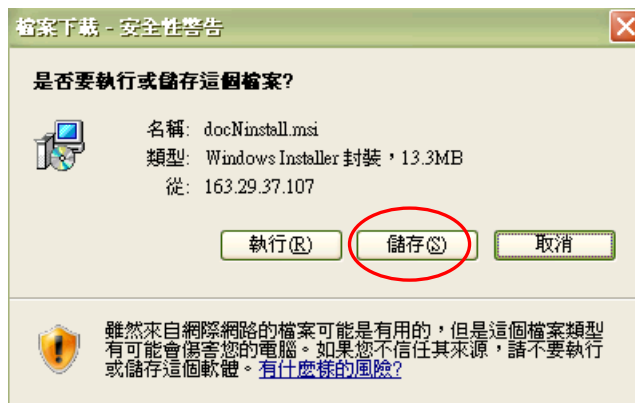 檔案下載 - 安全性警告
是否要執行或儲存這個檔案?
名稱: docNinstall.msi
類型: Windows Installer 封裝，13.3MB
從: 163.29.37.107
執行(R) 儲存(S) 取消
雖然來自網際網路的檔案可能是有用的，但是這個檔案類型
有可能會傷害您的電腦。如果您不信任其來源，請不要執行
或儲存這個軟體。有什麼樣的風險?